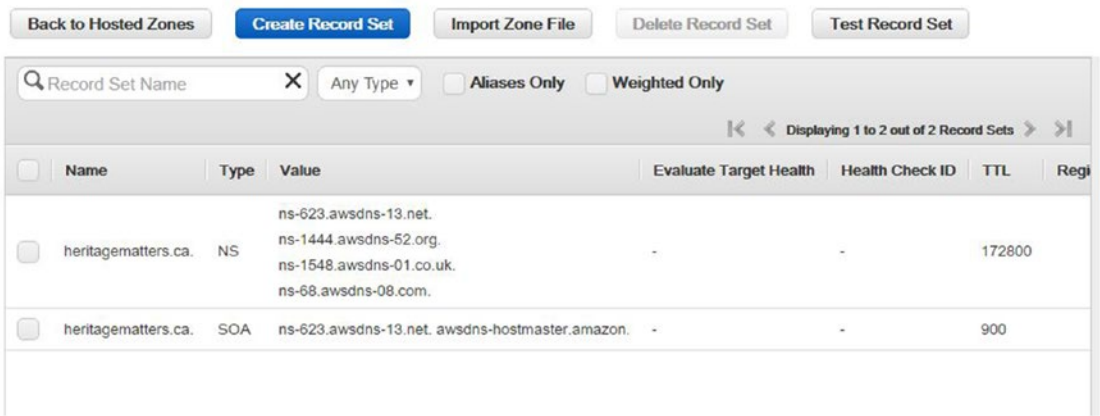 Back to Hosted Zones Create Record Set Import Zone File Delete Record Set Test Record Set
Record Set Name X Any Type Aliases Only Weighted Only
Displaying 1 to 2 out of 2 Record Sets
Name Type Value Evaluate Target Health Health Check ID TTL Regi
ns-623.awsdns-13.net.
ns-1444.awsdns-52.org.
heritagematters.ca. NS - - 172800
ns-1548.awsdns-01.co.uk.
ns-68.awsdns-08.com.
heritagematters.ca. SOA ns-623.awsdns-13.net. awsdns-hostmaster.amazon. - - 900